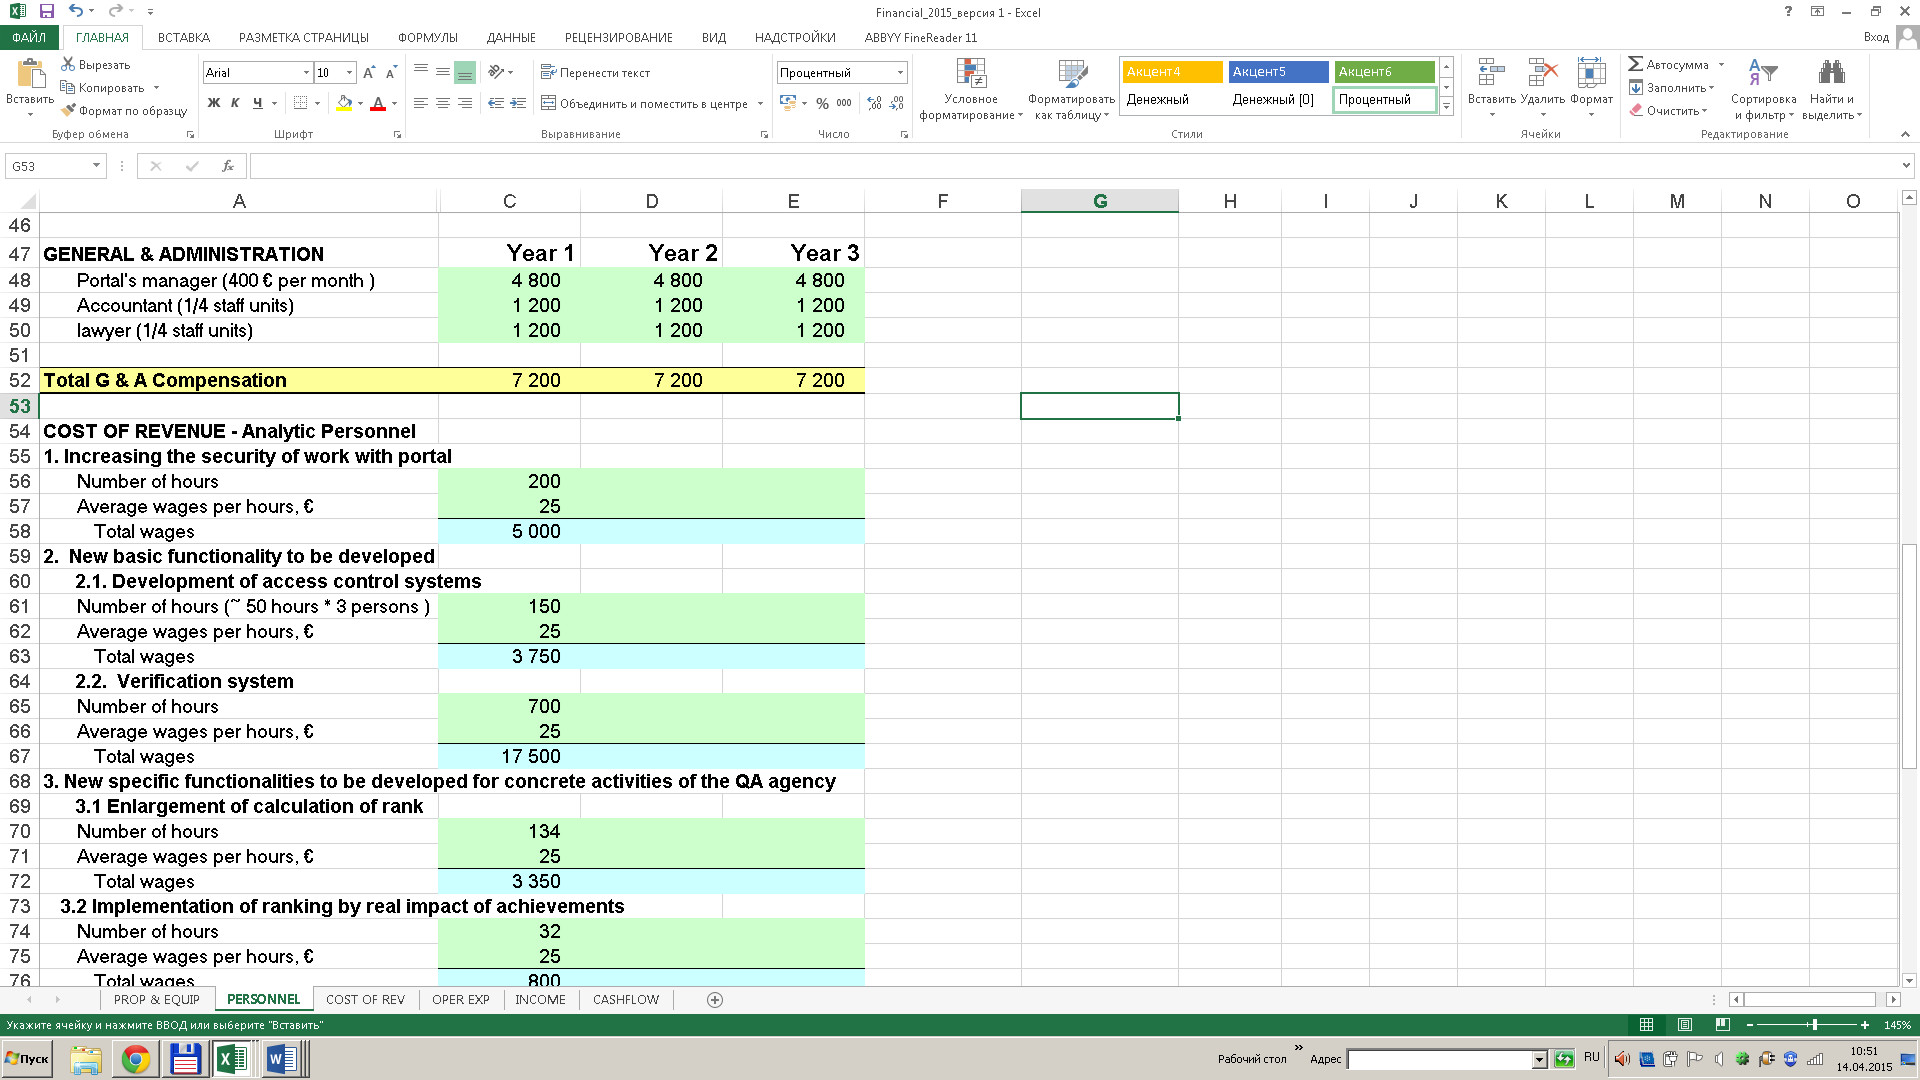 Financial_2015_версия 1 - Excel
ФАЙЛ ГЛАВНАЯ ВСТАВКА РАЗМЕТКА СТРАНИЦЫ ФОРМУЛЫ ДАННЫЕ РЕЦЕНЗИРОВАНИЕ ВИД НАДСТРОЙКИ ABBYY FineReader 11 Вход
Вставить
Вырезать
Копировать
Формат по образцу
Буфер обмена
Arial 10
Ж К Ч
Шрифт
Перенести текст
Объединить и поместить в центре
Выравнивание
Процентный
% 000
Число
Условное форматирование
Форматировать как таблицу
Акцент4 Акцент5 Акцент6
Денежный Денежный [0] Процентный
Стили
Вставить Удалить Формат
Ячейки
Автосумма
Заполнить
Очистить
Сортировка и фильтр
Найти и выделить
Редактирование
G53 fx
A C D E F G H I J K L M N O
46
47 GENERAL & ADMINISTRATION Year 1 Year 2 Year 3
48 Portal's manager (400 € per month ) 4 800 4 800 4 800
49 Accountant (1/4 staff units) 1 200 1 200 1 200
50 lawyer (1/4 staff units) 1 200 1 200 1 200
51
52 Total G & A Compensation 7 200 7 200 7 200
53
54 COST OF REVENUE - Analytic Personnel
55 1. Increasing the security of work with portal
56 Number of hours 200
57 Average wages per hours, € 25
58 Total wages 5 000
59 2. New basic functionality to be developed
60 2.1. Development of access control systems
61 Number of hours (~ 50 hours * 3 persons ) 150
62 Average wages per hours, € 25
63 Total wages 3 750
64 2.2. Verification system
65 Number of hours 700
66 Average wages per hours, € 25
67 Total wages 17 500
68 3. New specific functionalities to be developed for concrete activities of the QA agency
69 3.1 Enlargement of calculation of rank
70 Number of hours 134
71 Average wages per hours, € 25
72 Total wages 3 350
73 3.2 Implementation of ranking by real impact of achievements
74 Number of hours 32
75 Average wages per hours, € 25
76 Total wages 800
PROP & EQUIP PERSONNEL COST OF REV OPER EXP INCOME CASHFLOW
Укажите ячейку и нажмите ВВОД или выберите "Вставить" 145%
Пуск Рабочий стол » Адрес RU 10:51
14.04.2015